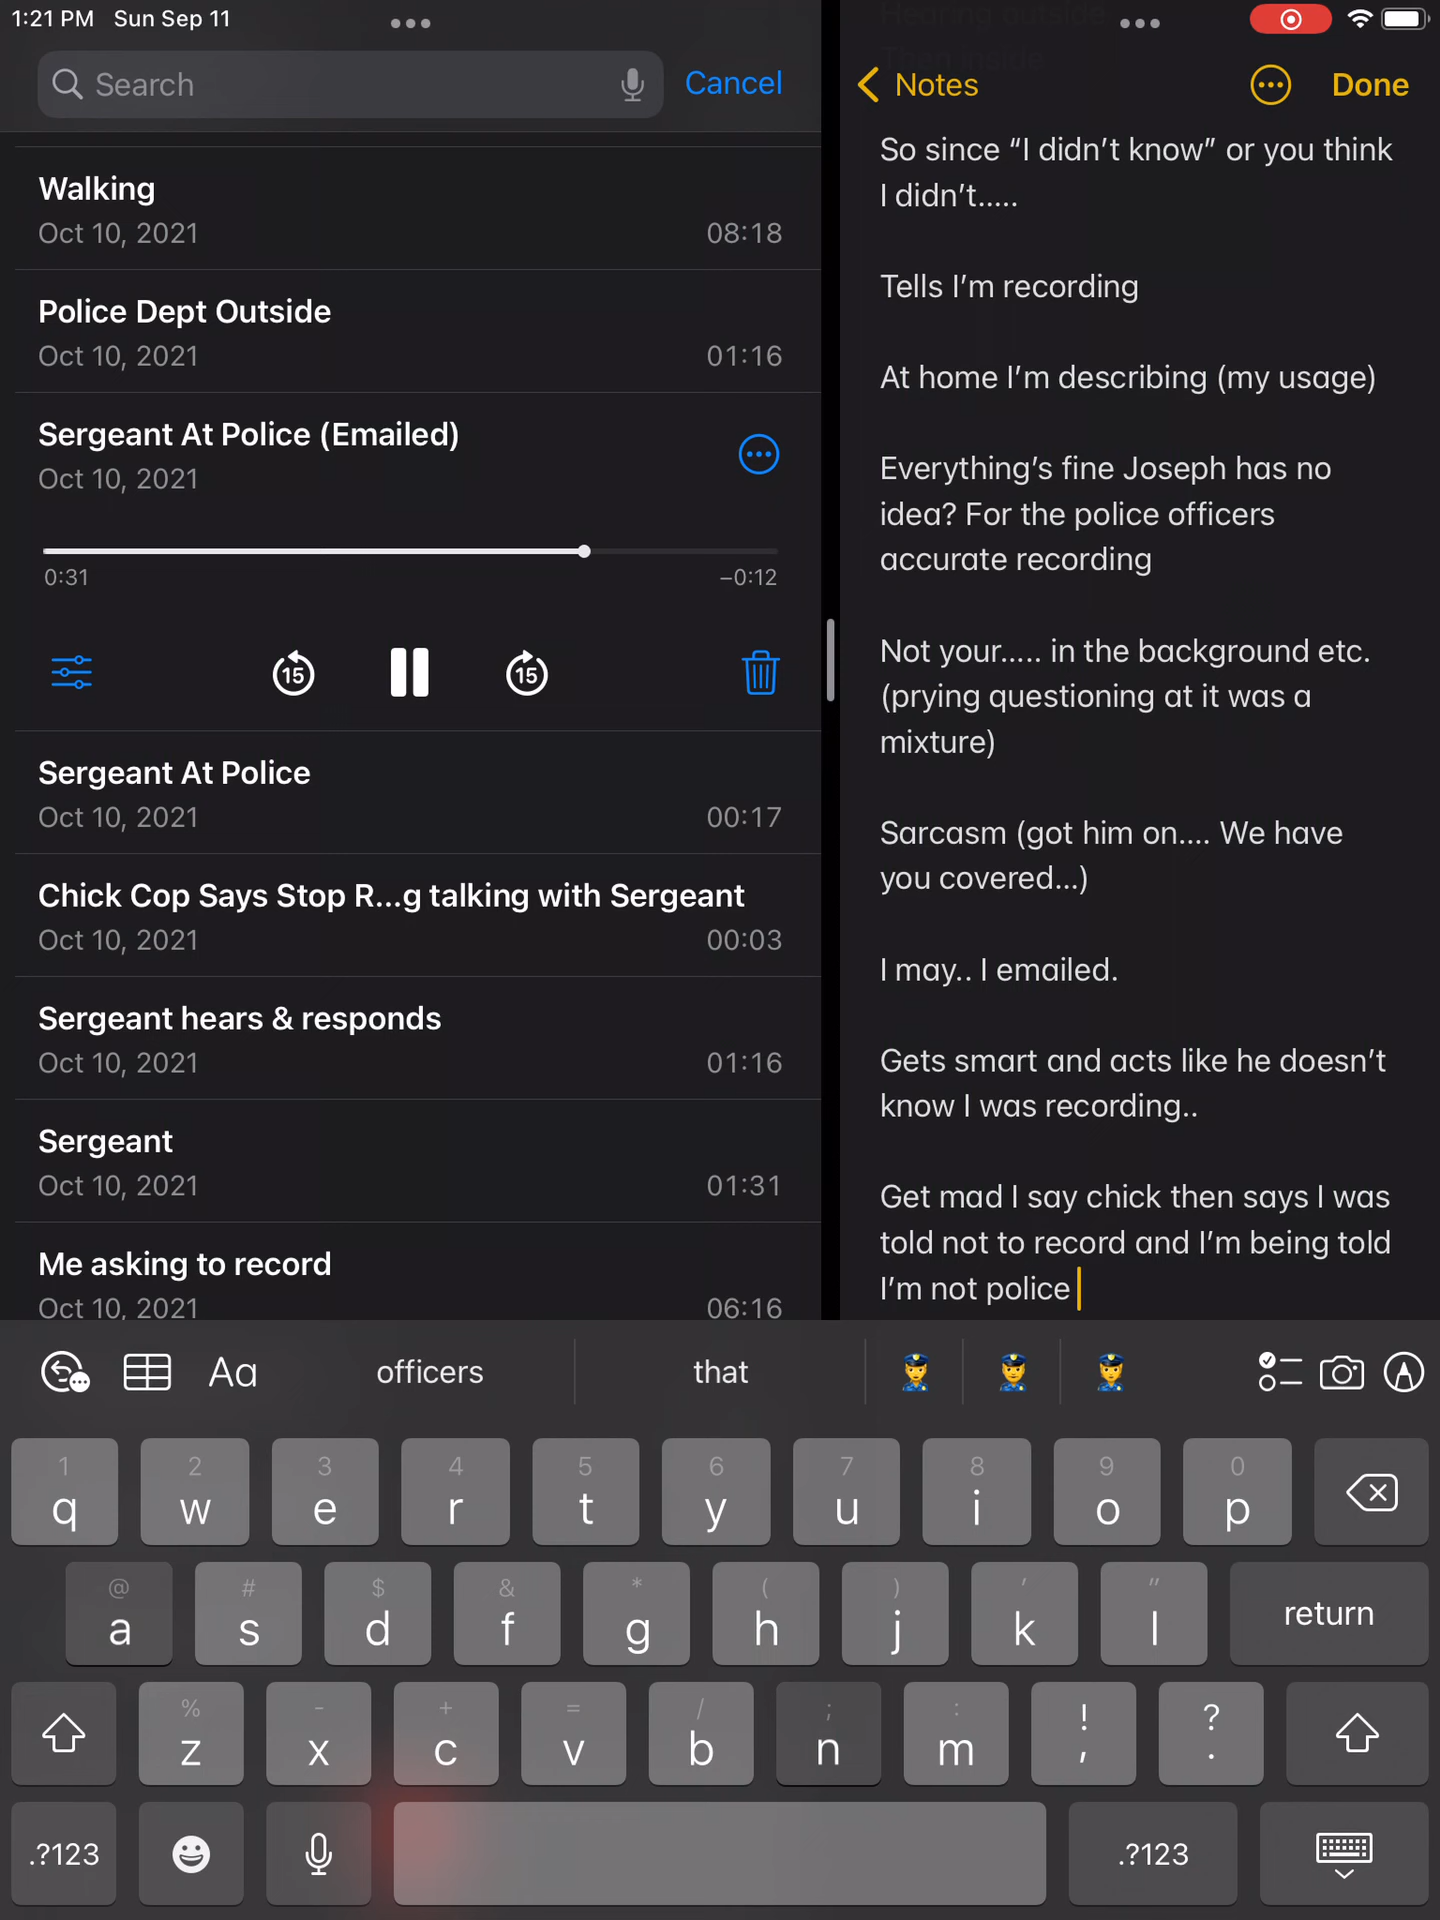 1:21 PM Sun Sep 11
Search
Cancel
Walking
Oct 10, 2021
08:18
Police Dept Outside
Oct 10, 2021
01:16
Sergeant At Police (Emailed)
Oct 10, 2021
0:31
–0:12
15
15
Sergeant At Police
Oct 10, 2021
00:17
Chick Cop Says Stop R...g talking with Sergeant
Oct 10, 2021
00:03
Sergeant hears & responds
Oct 10, 2021
01:16
Sergeant
Oct 10, 2021
01:31
Me asking to record
Oct 10, 2021
06:16
Hearing outside
Then inside
Notes
Done
So since “I didn’t know” or you think
I didn’t.....
Tells I’m recording
At home I’m describing (my usage)
Everything’s fine Joseph has no
idea? For the police officers
accurate recording
Not your..... in the background etc.
(prying questioning at it was a
mixture)
Sarcasm (got him on.... We have
you covered...)
I may.. I emailed.
Gets smart and acts like he doesn’t
know I was recording..
Get mad I say chick then says I was
told not to record and I’m being told
I’m not police
Aa
officers
that
1 2 3 4 5 6 7 8 9 0
q w e r t y u i o p
@ # $ & * ( ) ’ ”
a s d f g h j k l return
% - + = / ; : ! ?
z x c v b n m , .
.?123
.?123